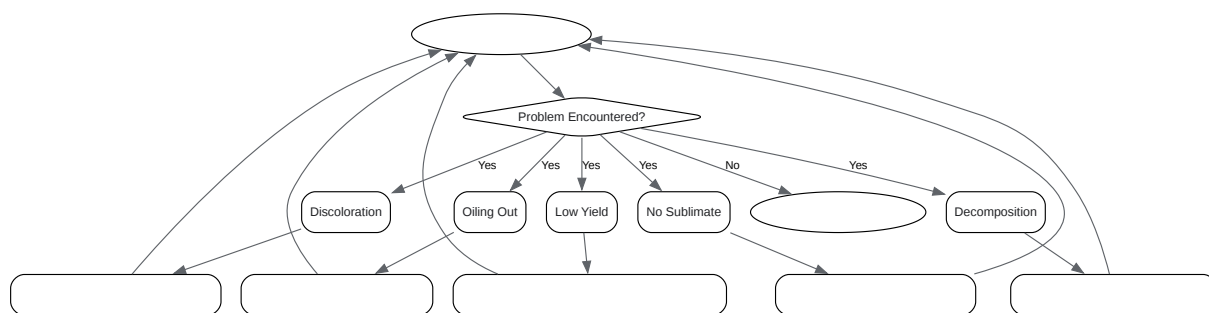 Problem Encountered?
Yes
Yes
Yes
Yes
No
Yes
Discoloration
Oiling Out
Low Yield
No Sublimate
Decomposition